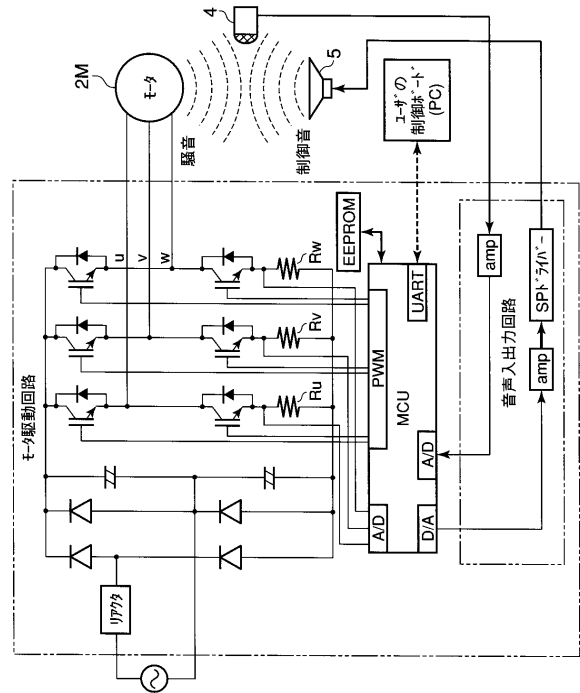 モータ駆動回路
リアクタ
u
v
w
Ru
Rv
Rw
2M
モータ
騒音
制御音
4
5
A/D
PWM
MCU
D/A
A/D
UART
EEPROM
ユーザの
制御ボード
(PC)
音声入出力回路
amp
SPドライバー
amp